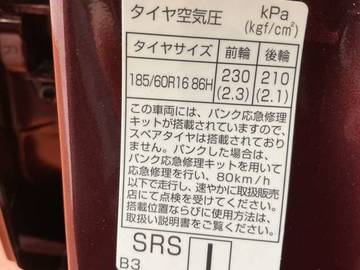 タイヤ空気圧 kPa
(kgf/cm²)
タイヤサイズ 前輪 後輪
185/60R16 86H 230 210
(2.3) (2.1)
この車両には、パンク応急修理
キットが搭載されていますので、
スペアタイヤは搭載されており
ません。パンクした場合は、
パンク応急修理キットを用いて
応急修理を行い、80km/h
以下で走行し、速やかに取扱販売
店にて点検を受けてください。
搭載位置ならびに使用方法は、
取扱い説明書をご覧ください。
SRS
B3